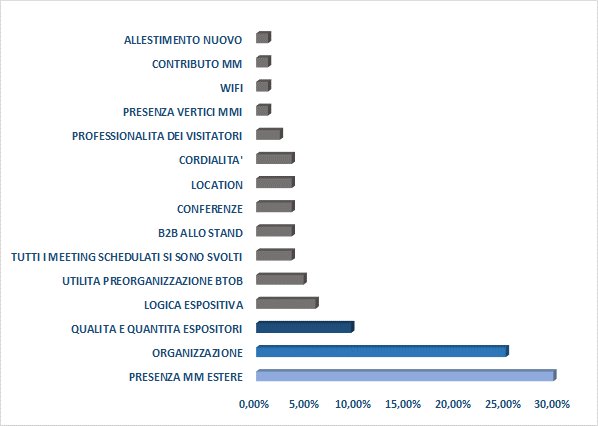 ALLESTIMENTO NUOVO
CONTRIBUTO MM
WIFI
PRESENZA VERTICI MMI
PROFESSIONALITA DEI VISITATORI
CORDIALITA'
LOCATION
CONFERENZE
B2B ALLO STAND
TUTTI I MEETING SCHEDULATI SI SONO SVOLTI
UTILITA PREORGANIZZAZIONE BTOB
LOGICA ESPOSITIVA
QUALITA E QUANTITA ESPOSITORI
ORGANIZZAZIONE
PRESENZA MM ESTERE
0,00% 5,00% 10,00% 15,00% 20,00% 25,00% 30,00%